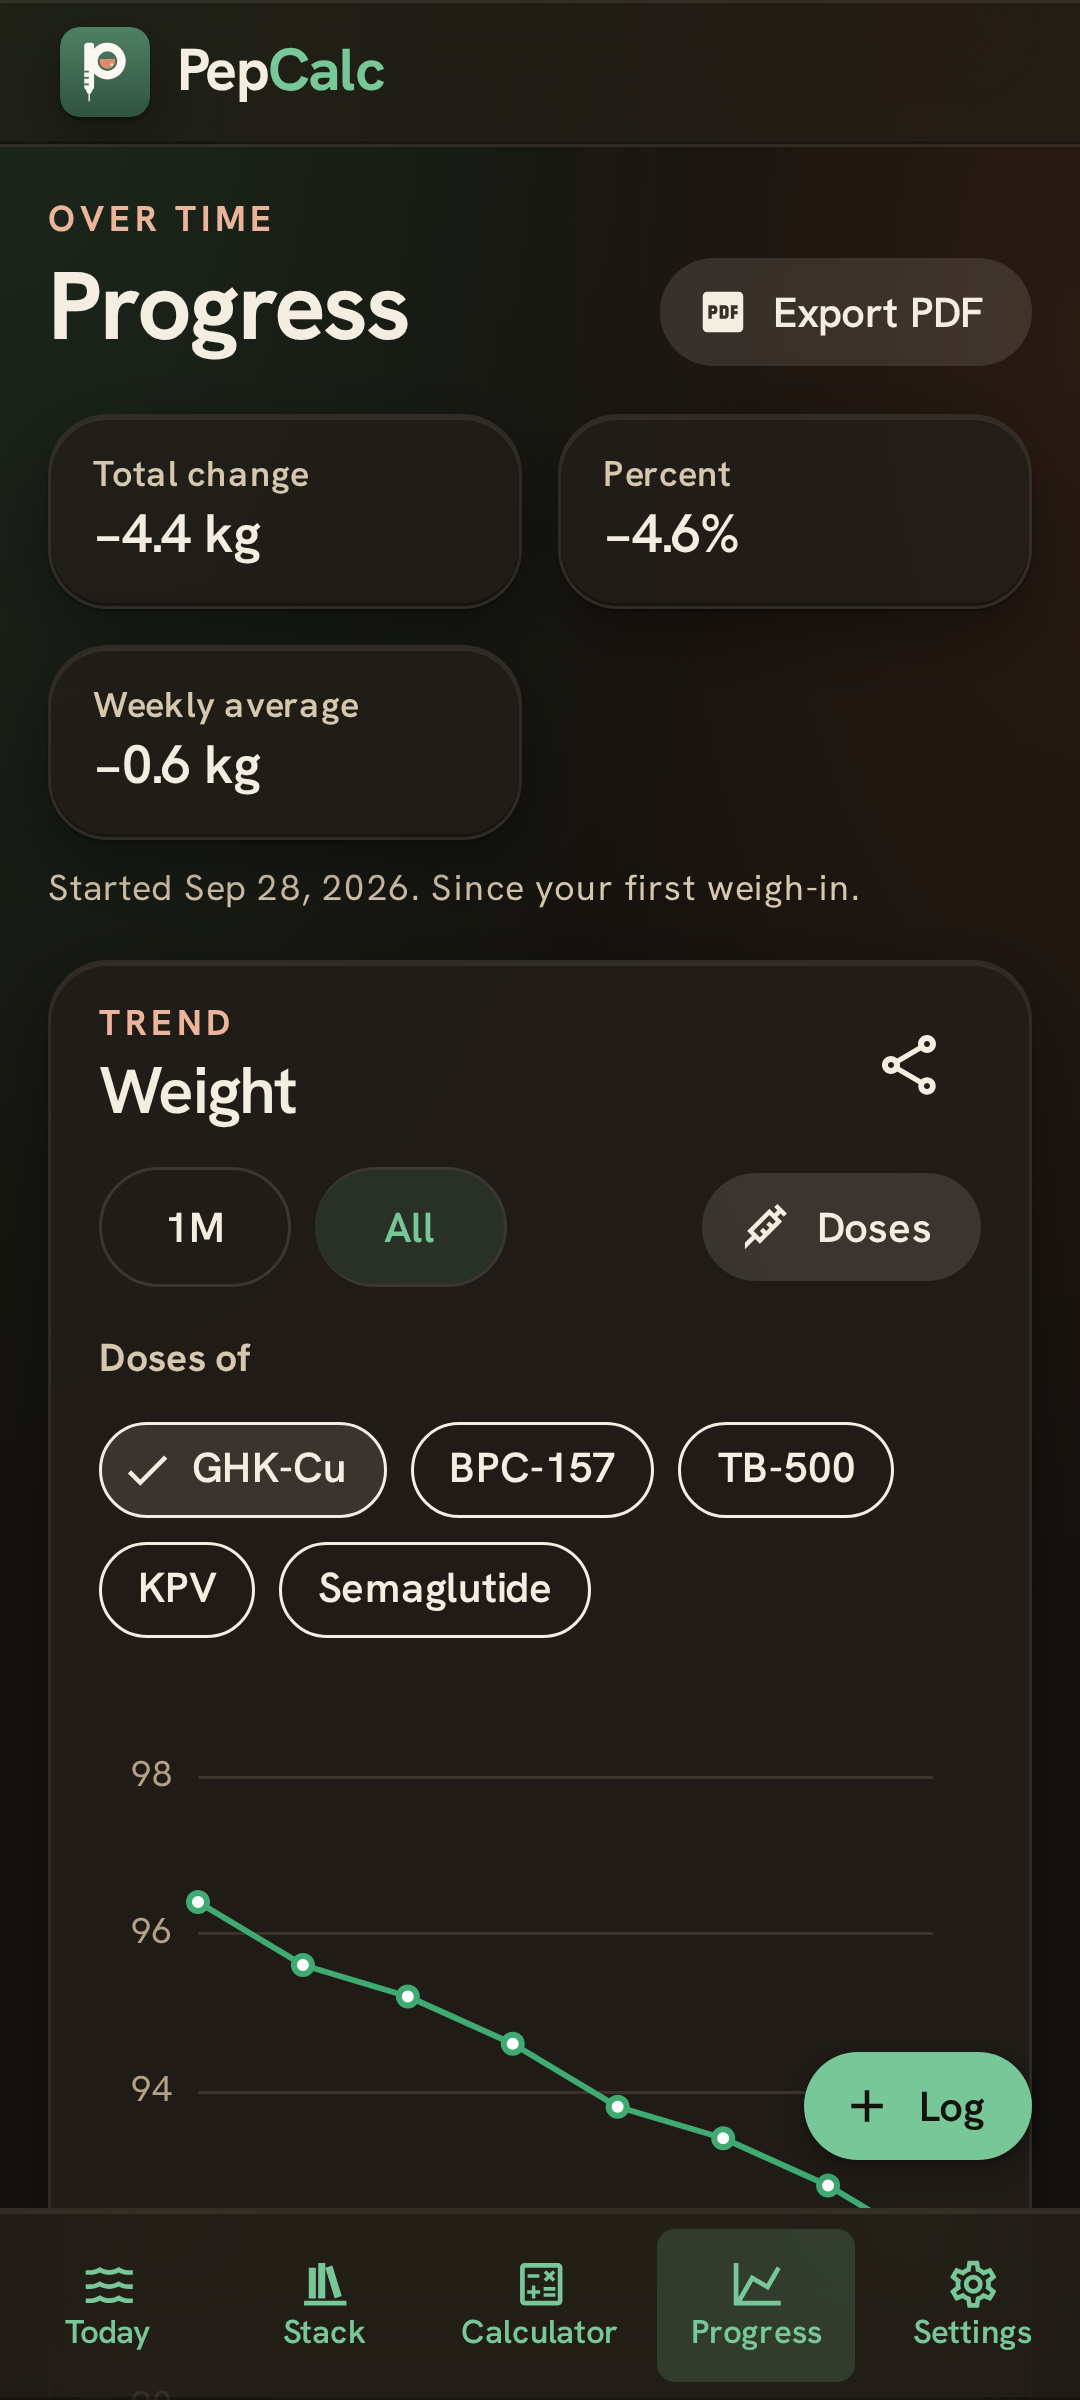 PepCalc
OVER TIME
Progress
PDF Export PDF
Total change
−4.4 kg
Percent
−4.6%
Weekly average
−0.6 kg
Started Sep 28, 2026. Since your first weigh-in.
TREND
Weight
1M
All
Doses
Doses of
GHK-Cu
BPC-157
TB-500
KPV
Semaglutide
98
96
94
+ Log
Today
Stack
Calculator
Progress
Settings